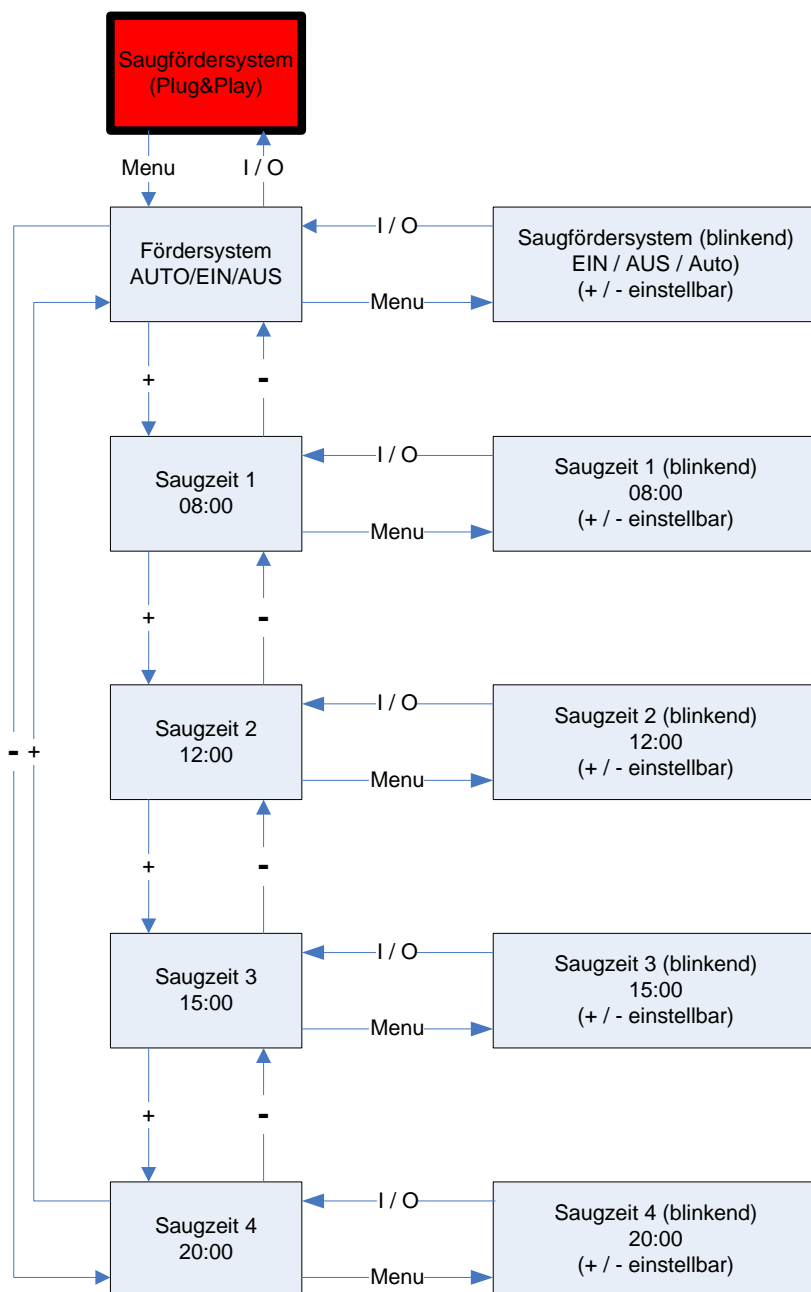 Saugfördersystem
(Plug&Play)
Menu
I / O
Fördersystem
AUTO/EIN/AUS
I / O
Menu
Saugfördersystem (blinkend)
EIN / AUS / Auto)
(+ / - einstellbar)
+
-
Saugzeit 1
08:00
I / O
Menu
Saugzeit 1 (blinkend)
08:00
(+ / - einstellbar)
+
-
Saugzeit 2
12:00
I / O
Menu
Saugzeit 2 (blinkend)
12:00
(+ / - einstellbar)
- +
+
-
Saugzeit 3
15:00
I / O
Menu
Saugzeit 3 (blinkend)
15:00
(+ / - einstellbar)
+
-
Saugzeit 4
20:00
I / O
Menu
Saugzeit 4 (blinkend)
20:00
(+ / - einstellbar)